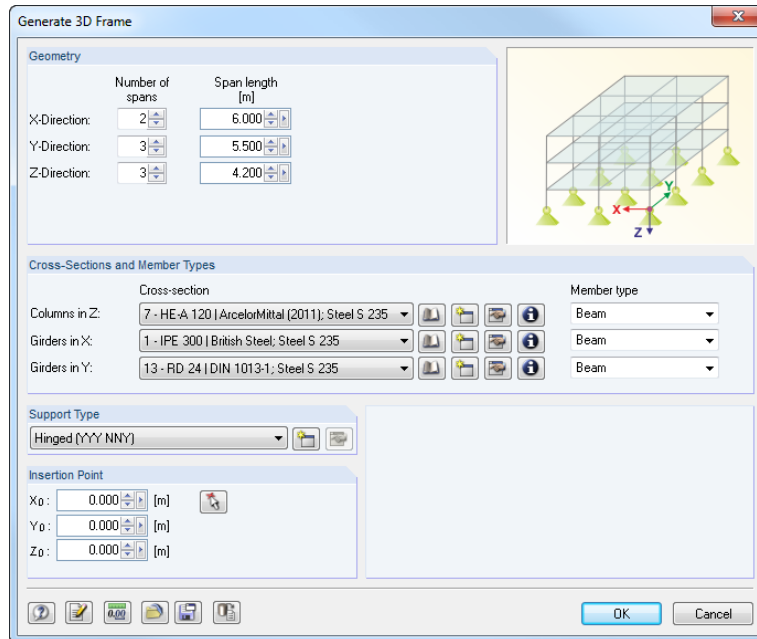 Generate 3D Frame
Geometry
Number of spans
Span length [m]
X-Direction: 2 6.000
Y-Direction: 3 5.500
Z-Direction: 3 4.200
X Y Z
Cross-Sections and Member Types
Cross-section Member type
Columns in Z: 7 - HE-A 120 | ArcelorMittal (2011); Steel S 235 Beam
Girders in X: 1 - IPE 300 | British Steel; Steel S 235 Beam
Girders in Y: 13 - RD 24 | DIN 1013-1; Steel S 235 Beam
Support Type
Hinged (YYY NNY)
Insertion Point
X0 : 0.000 [m]
Y0 : 0.000 [m]
Z0 : 0.000 [m]
0.00
OK Cancel